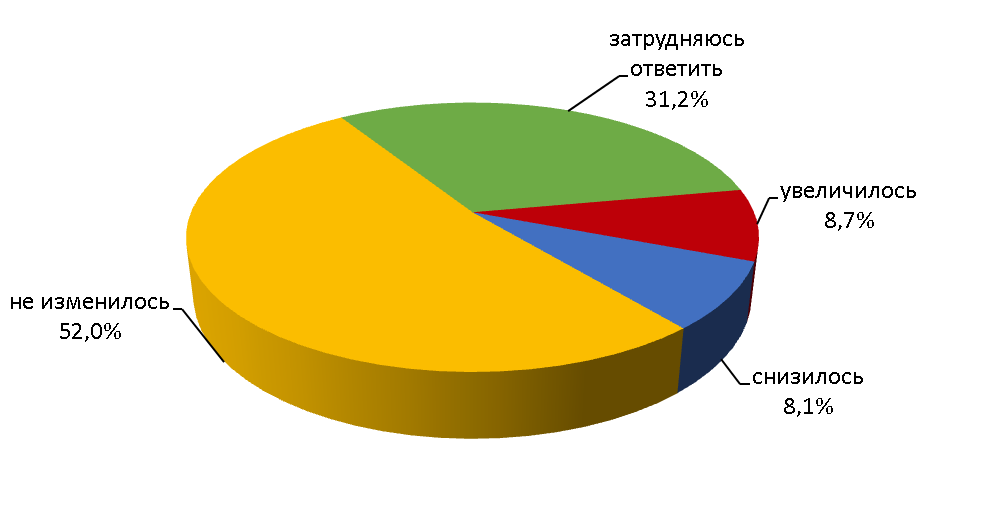 затрудняюсь
ответить
31,2%
увеличилось
8,7%
не изменилось
52,0%
снизилось
8,1%